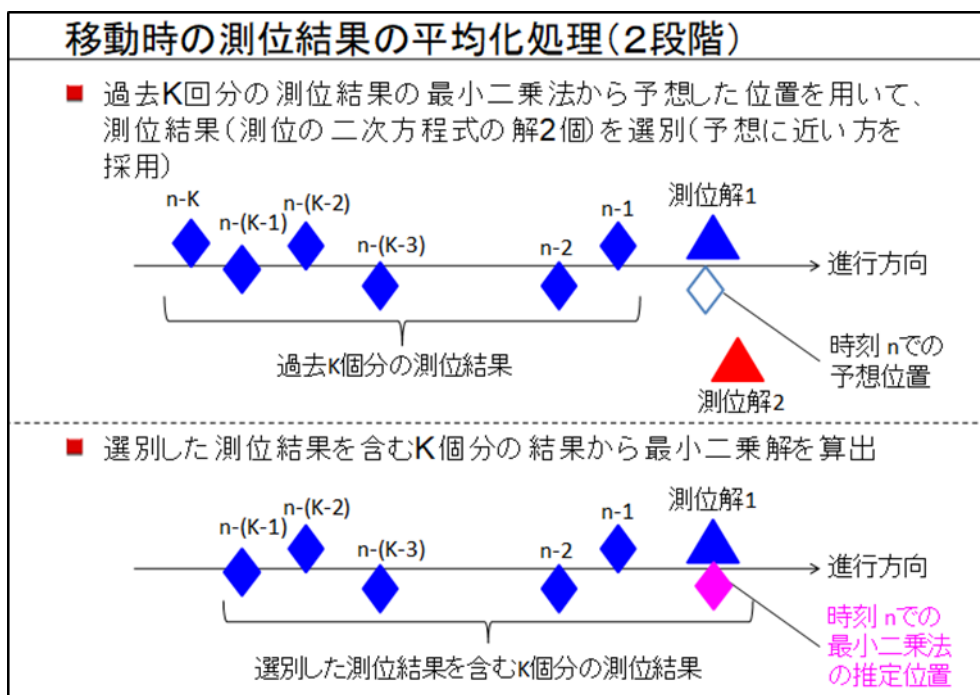 移動時の測位結果の平均化処理(2段階)
過去K回分の測位結果の最小二乗法から予想した位置を用いて、
測位結果(測位の二次方程式の解2個)を選別(予想に近い方を
採用)
n-K
n-(K-1)
n-(K-2)
n-(K-3)
n-2
n-1
測位解1
進行方向
過去K個分の測位結果
時刻nでの
予想位置
測位解2
選別した測位結果を含むK個分の結果から最小二乗解を算出
n-(K-1)
n-(K-2)
n-(K-3)
n-2
n-1
測位解1
進行方向
選別した測位結果を含むK個分の測位結果
時刻nでの
最小二乗法
の推定位置